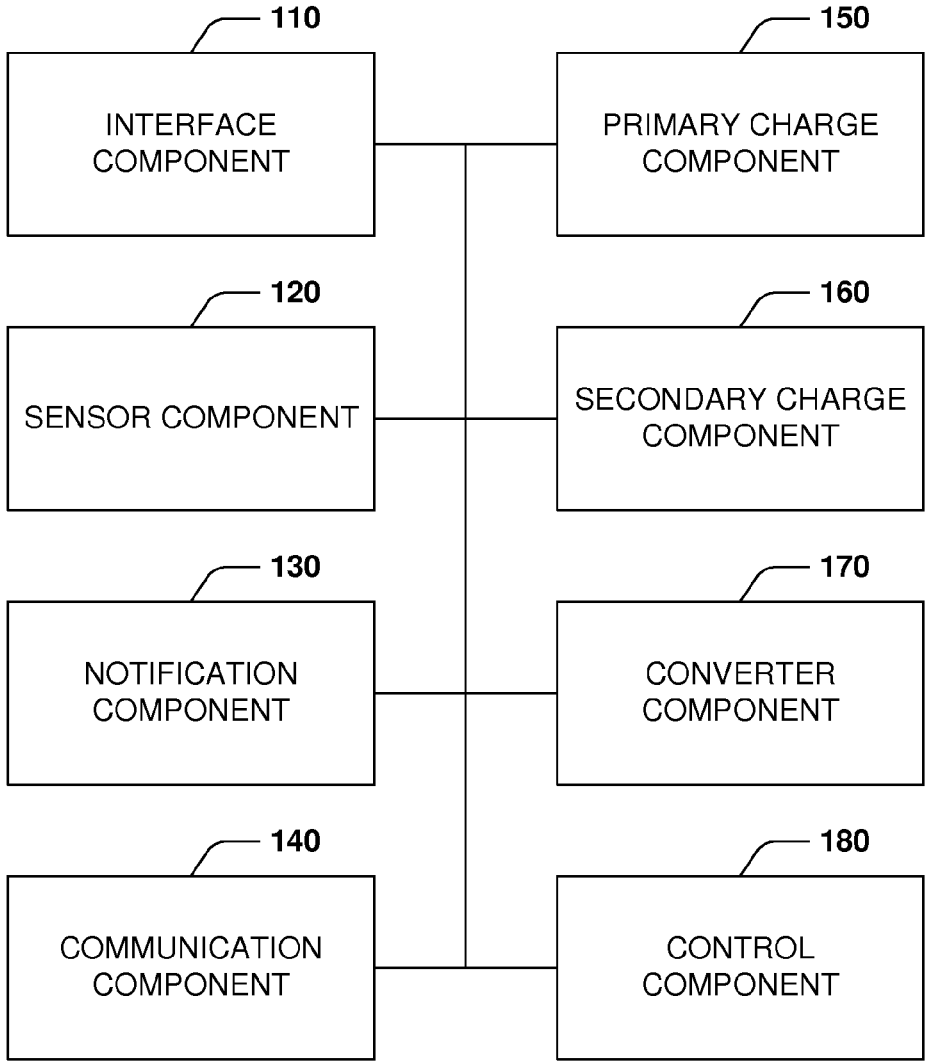 110
INTERFACE
COMPONENT
150
PRIMARY CHARGE
COMPONENT
120
SENSOR COMPONENT
160
SECONDARY CHARGE
COMPONENT
130
NOTIFICATION
COMPONENT
170
CONVERTER
COMPONENT
140
COMMUNICATION
COMPONENT
180
CONTROL
COMPONENT